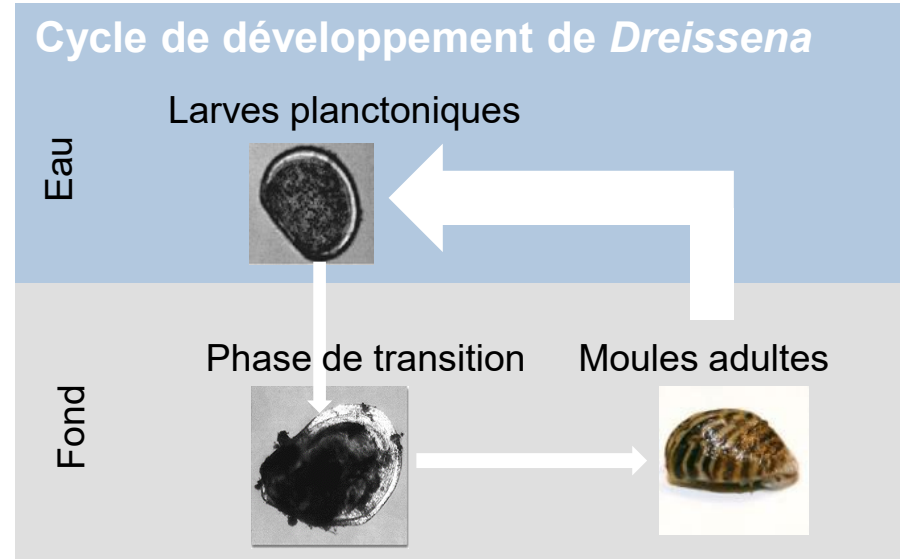 Cycle de développement de Dreissena
Larves planctoniques
Eau
Phase de transition
Moules adultes
Fond